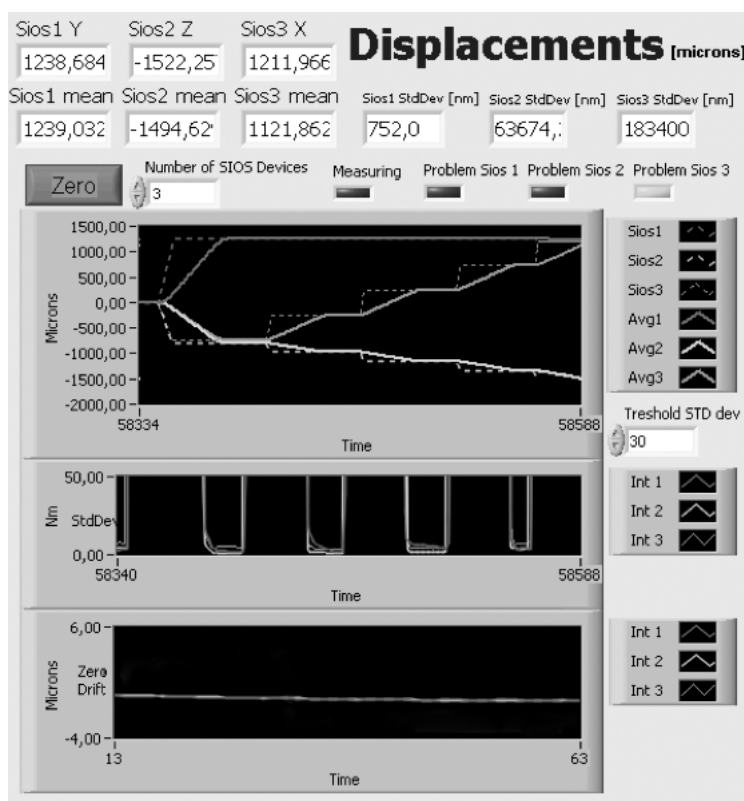 Sios1 Y Sios2 Z Sios3 X
Displacements [microns]
1238,684 -1522,25 1211,966
Sios1 mean Sios2 mean Sios3 mean Sios1 StdDev [nm] Sios2 StdDev [nm] Sios3 StdDev [nm]
1239,032 -1494,62 1121,862 752,0 63674, 183400
Zero
Number of SIOS Devices
3
Measuring Problem Sios 1 Problem Sios 2 Problem Sios 3
1500,00
1000,00
500,00
0,00
-500,00
-1000,00
-1500,00
-2000,00
Microns
58334 58588
Time
Sios1
Sios2
Sios3
Avg1
Avg2
Avg3
Treshold STD dev
30
50,00
Nm
StdDev
0,00
58340 58588
Time
Int 1
Int 2
Int 3
6,00
Microns
Zero
Drift
-4,00
13 63
Time
Int 1
Int 2
Int 3